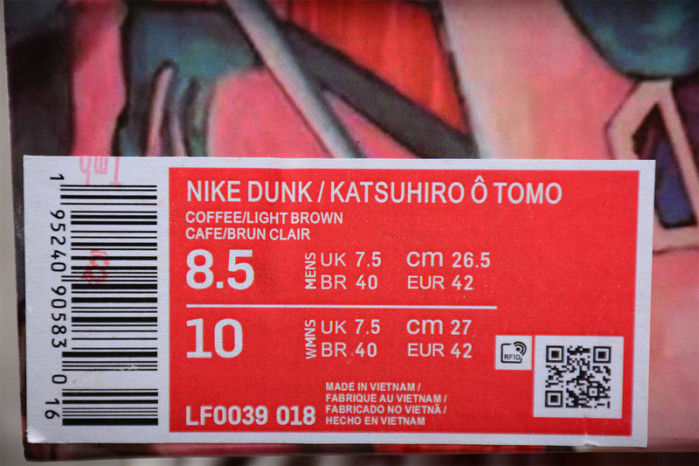 NIKE DUNK / KATSUHIRO Ô TOMO
COFFEE/LIGHT BROWN
CAFE/BRUN CLAIR
8.5
MENS
UK 7.5 cm 26.5
BR 40 EUR 42
10
WMNS
UK 7.5 cm 27
BR 40 EUR 42
RFID
LF0039 018
MADE IN VIETNAM /
FABRIQUE AU VIETNAM /
FABRICADO NO VIETNÃ /
HECHO EN VIETNAM
1 95240 90583 0 16